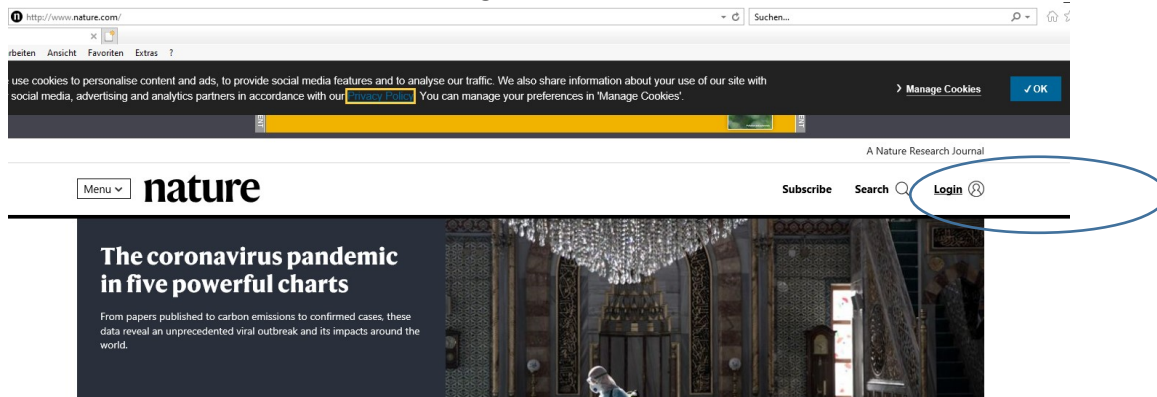 http://www.nature.com/
Suchen...
Ansicht Favoriten Extras ?
use cookies to personalise content and ads, to provide social media features and to analyse our traffic. We also share information about your use of our site with
social media, advertising and analytics partners in accordance with our Privacy Policy. You can manage your preferences in 'Manage Cookies'.
> Manage Cookies
✓OK
A Nature Research Journal
Menu
nature
Subscribe Search Login
The coronavirus pandemic
in five powerful charts
From papers published to carbon emissions to confirmed cases, these
data reveal an unprecedented viral outbreak and its impacts around the
world.